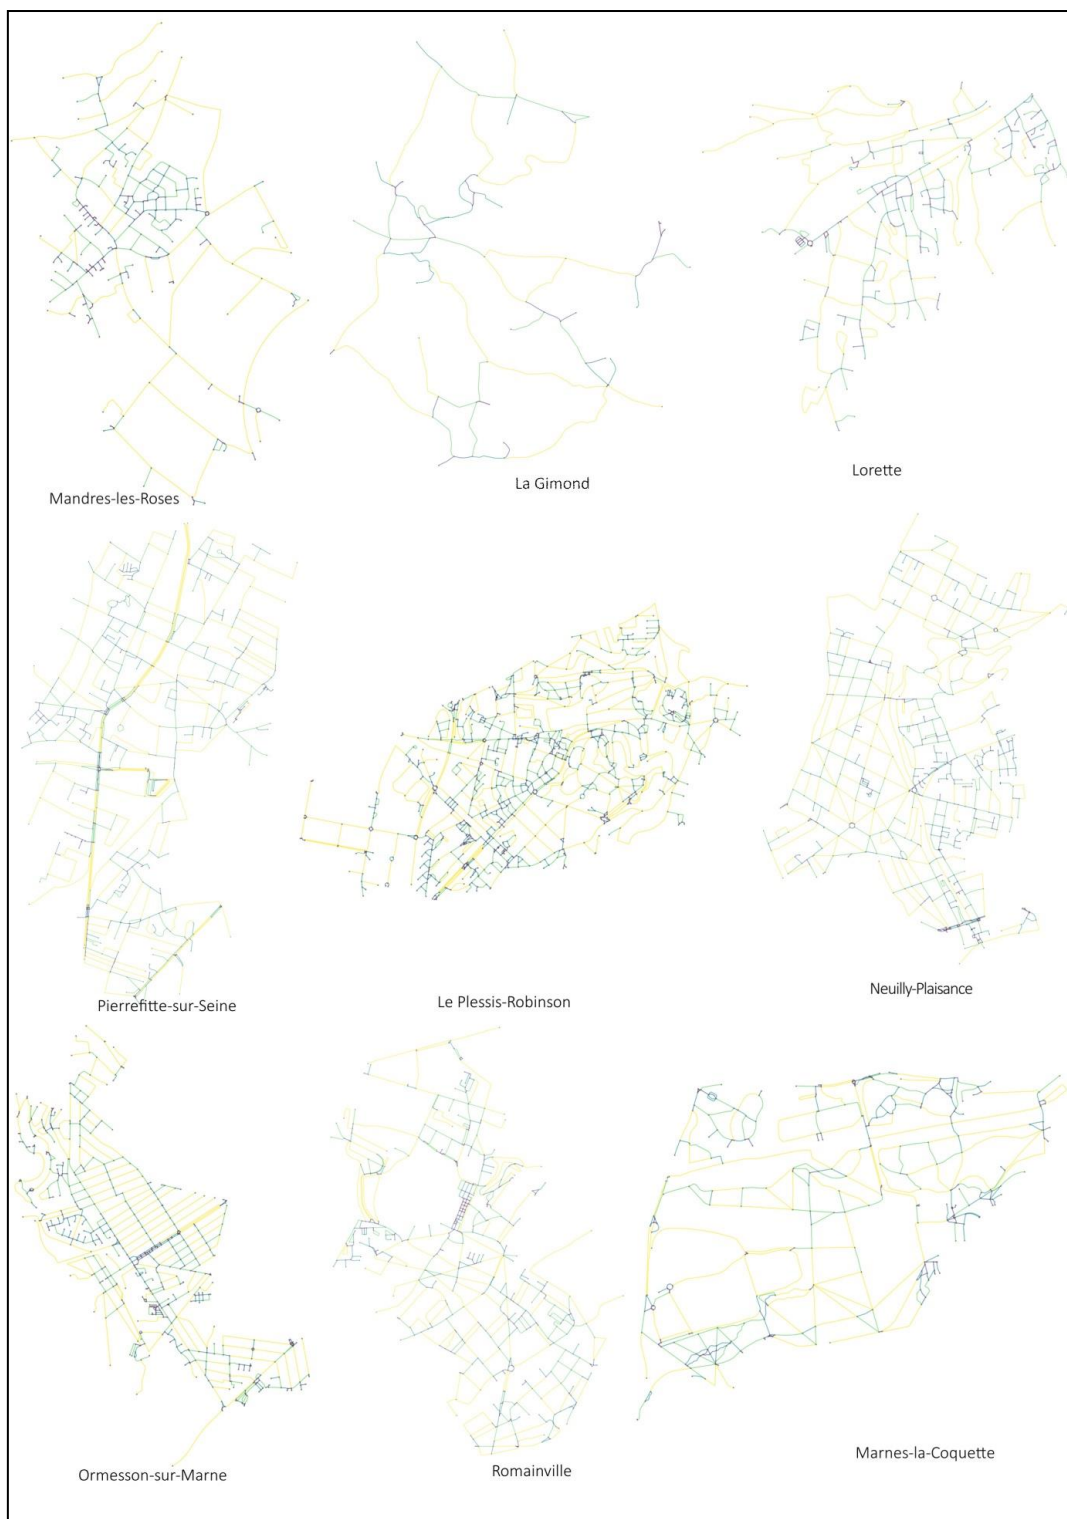 Mandres-les-Roses
La Gimond
Lorette
Pierrefitte-sur-Seine
Le Plessis-Robinson
Neuilly-Plaisance
Ormesson-sur-Marne
Romainville
Marnes-la-Coquette